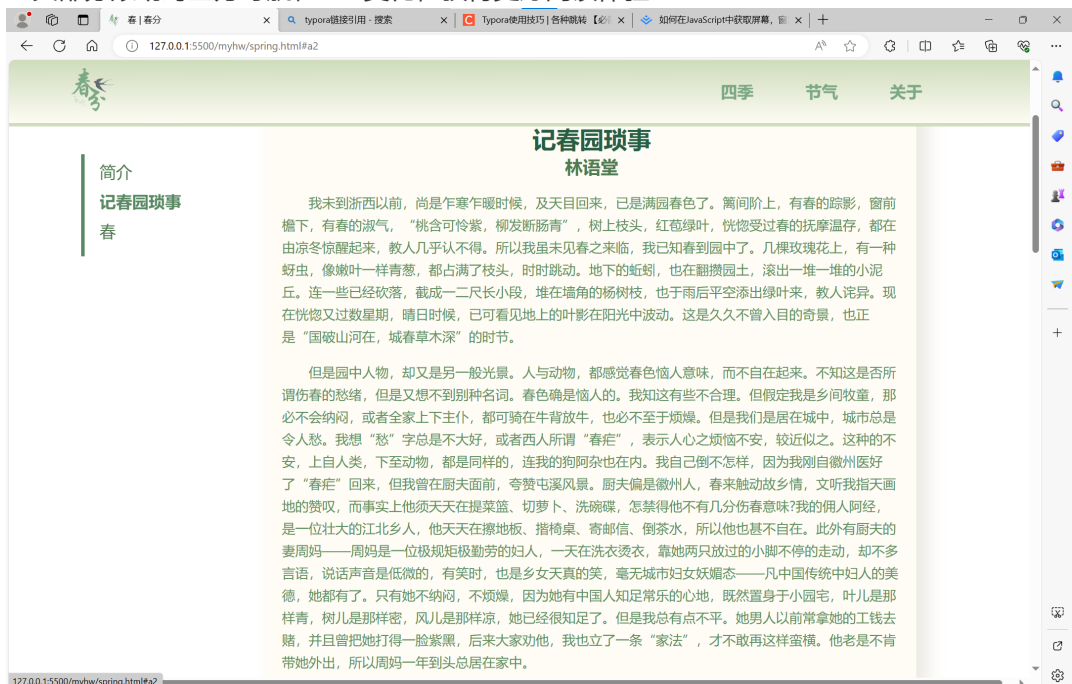 春 | 春分
typora链接引用 - 搜索
Typora使用技巧 | 各种跳转
如何在JavaScript中获取屏幕,
127.0.0.1:5500/myhw/spring.html#a2
春分
四季
节气
关于
简介
记春园琐事
春
记春园琐事
林语堂
我未到浙西以前，尚是乍寒乍暖时候，及天目回来，已是满园春色了。篱间阶上，有春的踪影，窗前
檐下，有春的淑气，“桃含可怜紫，柳发断肠青”，树上枝头，红苞绿叶，恍惚受过春的抚摩温存，都在
由凉冬惊醒起来，教人几乎认不得。所以我虽未见春之来临，我已知春到园中了。几棵玫瑰花上，有一种
蚜虫，像嫩叶一样青葱，都占满了枝头，时时跳动。地下的蚯蚓，也在翻攒园土，滚出一堆一堆的小泥
丘。连一些已经砍落，截成一二尺长小段，堆在墙角的杨树枝，也于雨后平空添出绿叶来，教人诧异。现
在恍惚又过数星期，晴日时候，已可看见地上的叶影在阳光中波动。这是久久不曾入目的奇景，也正
是“国破山河在，城春草木深”的时节。
但是园中人物，却又是另一般光景。人与动物，都感觉春色恼人意味，而不自在起来。不知这是否所
谓伤春的愁绪，但是又想不到别种名词。春色确是恼人的。我知这有些不合理。但假定我是乡间牧童，那
必不会纳闷，或者全家上下主仆，都可骑在牛背放牛，也必不至于烦燥。但是我们是居在城中，城市总是
令人愁。我想“愁”字总是不大好，或者西人所谓“春疟”，表示人心之烦恼不安，较近似之。这种的不
安，上自人类，下至动物，都是同样的，连我的狗阿杂也在内。我自己倒不怎样，因为我刚自徽州医好
了“春疟”回来，但我曾在厨夫面前，夸赞屯溪风景。厨夫偏是徽州人，春来触动故乡情，文听我指天画
地的赞叹，而事实上他须天天在提菜篮、切萝卜、洗碗碟，怎禁得他不有几分伤春意味?我的佣人阿经，
是一位壮大的江北乡人，他天天在擦地板、揩椅桌、寄邮信、倒茶水，所以他也甚不自在。此外有厨夫的
妻周妈——周妈是一位极规矩极勤劳的妇人，一天在洗衣烫衣，靠她两只放过的小脚不停的走动，却不多
言语，说话声音是低微的，有笑时，也是乡女天真的笑，毫无城市妇女妖媚态——凡中国传统中妇人的美
德，她都有了。只有她不纳闷，不烦燥，因为她有中国人知足常乐的心地，既然置身于小园宅，叶儿是那
样青，树儿是那样密，风儿是那样凉，她已经很知足了。但是我总有点不平。她男人以前常拿她的工钱去
赌，并且曾把她打得一脸紫黑，后来大家劝他，我也立了一条“家法”，才不敢再这样蛮横。他老是不肯
带她外出，所以周妈一年到头总居在家中。
127.0.0.1:5500/myhw/spring.html#a2